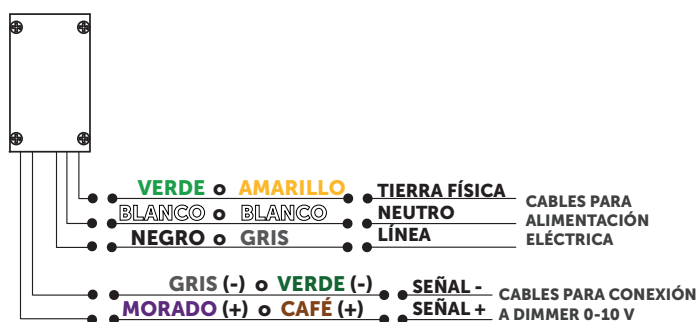 VERDE o AMARILLO TIERRA FÍSICA
BLANCO o BLANCO NEUTRO
NEGRO o GRIS LÍNEA
CABLES PARA
ALIMENTACIÓN
ELÉCTRICA
GRIS (-) o VERDE (-) SEÑAL -
MORADO (+) o CAFÉ (+) SEÑAL +
CABLES PARA CONEXIÓN
A DIMMER 0-10 V